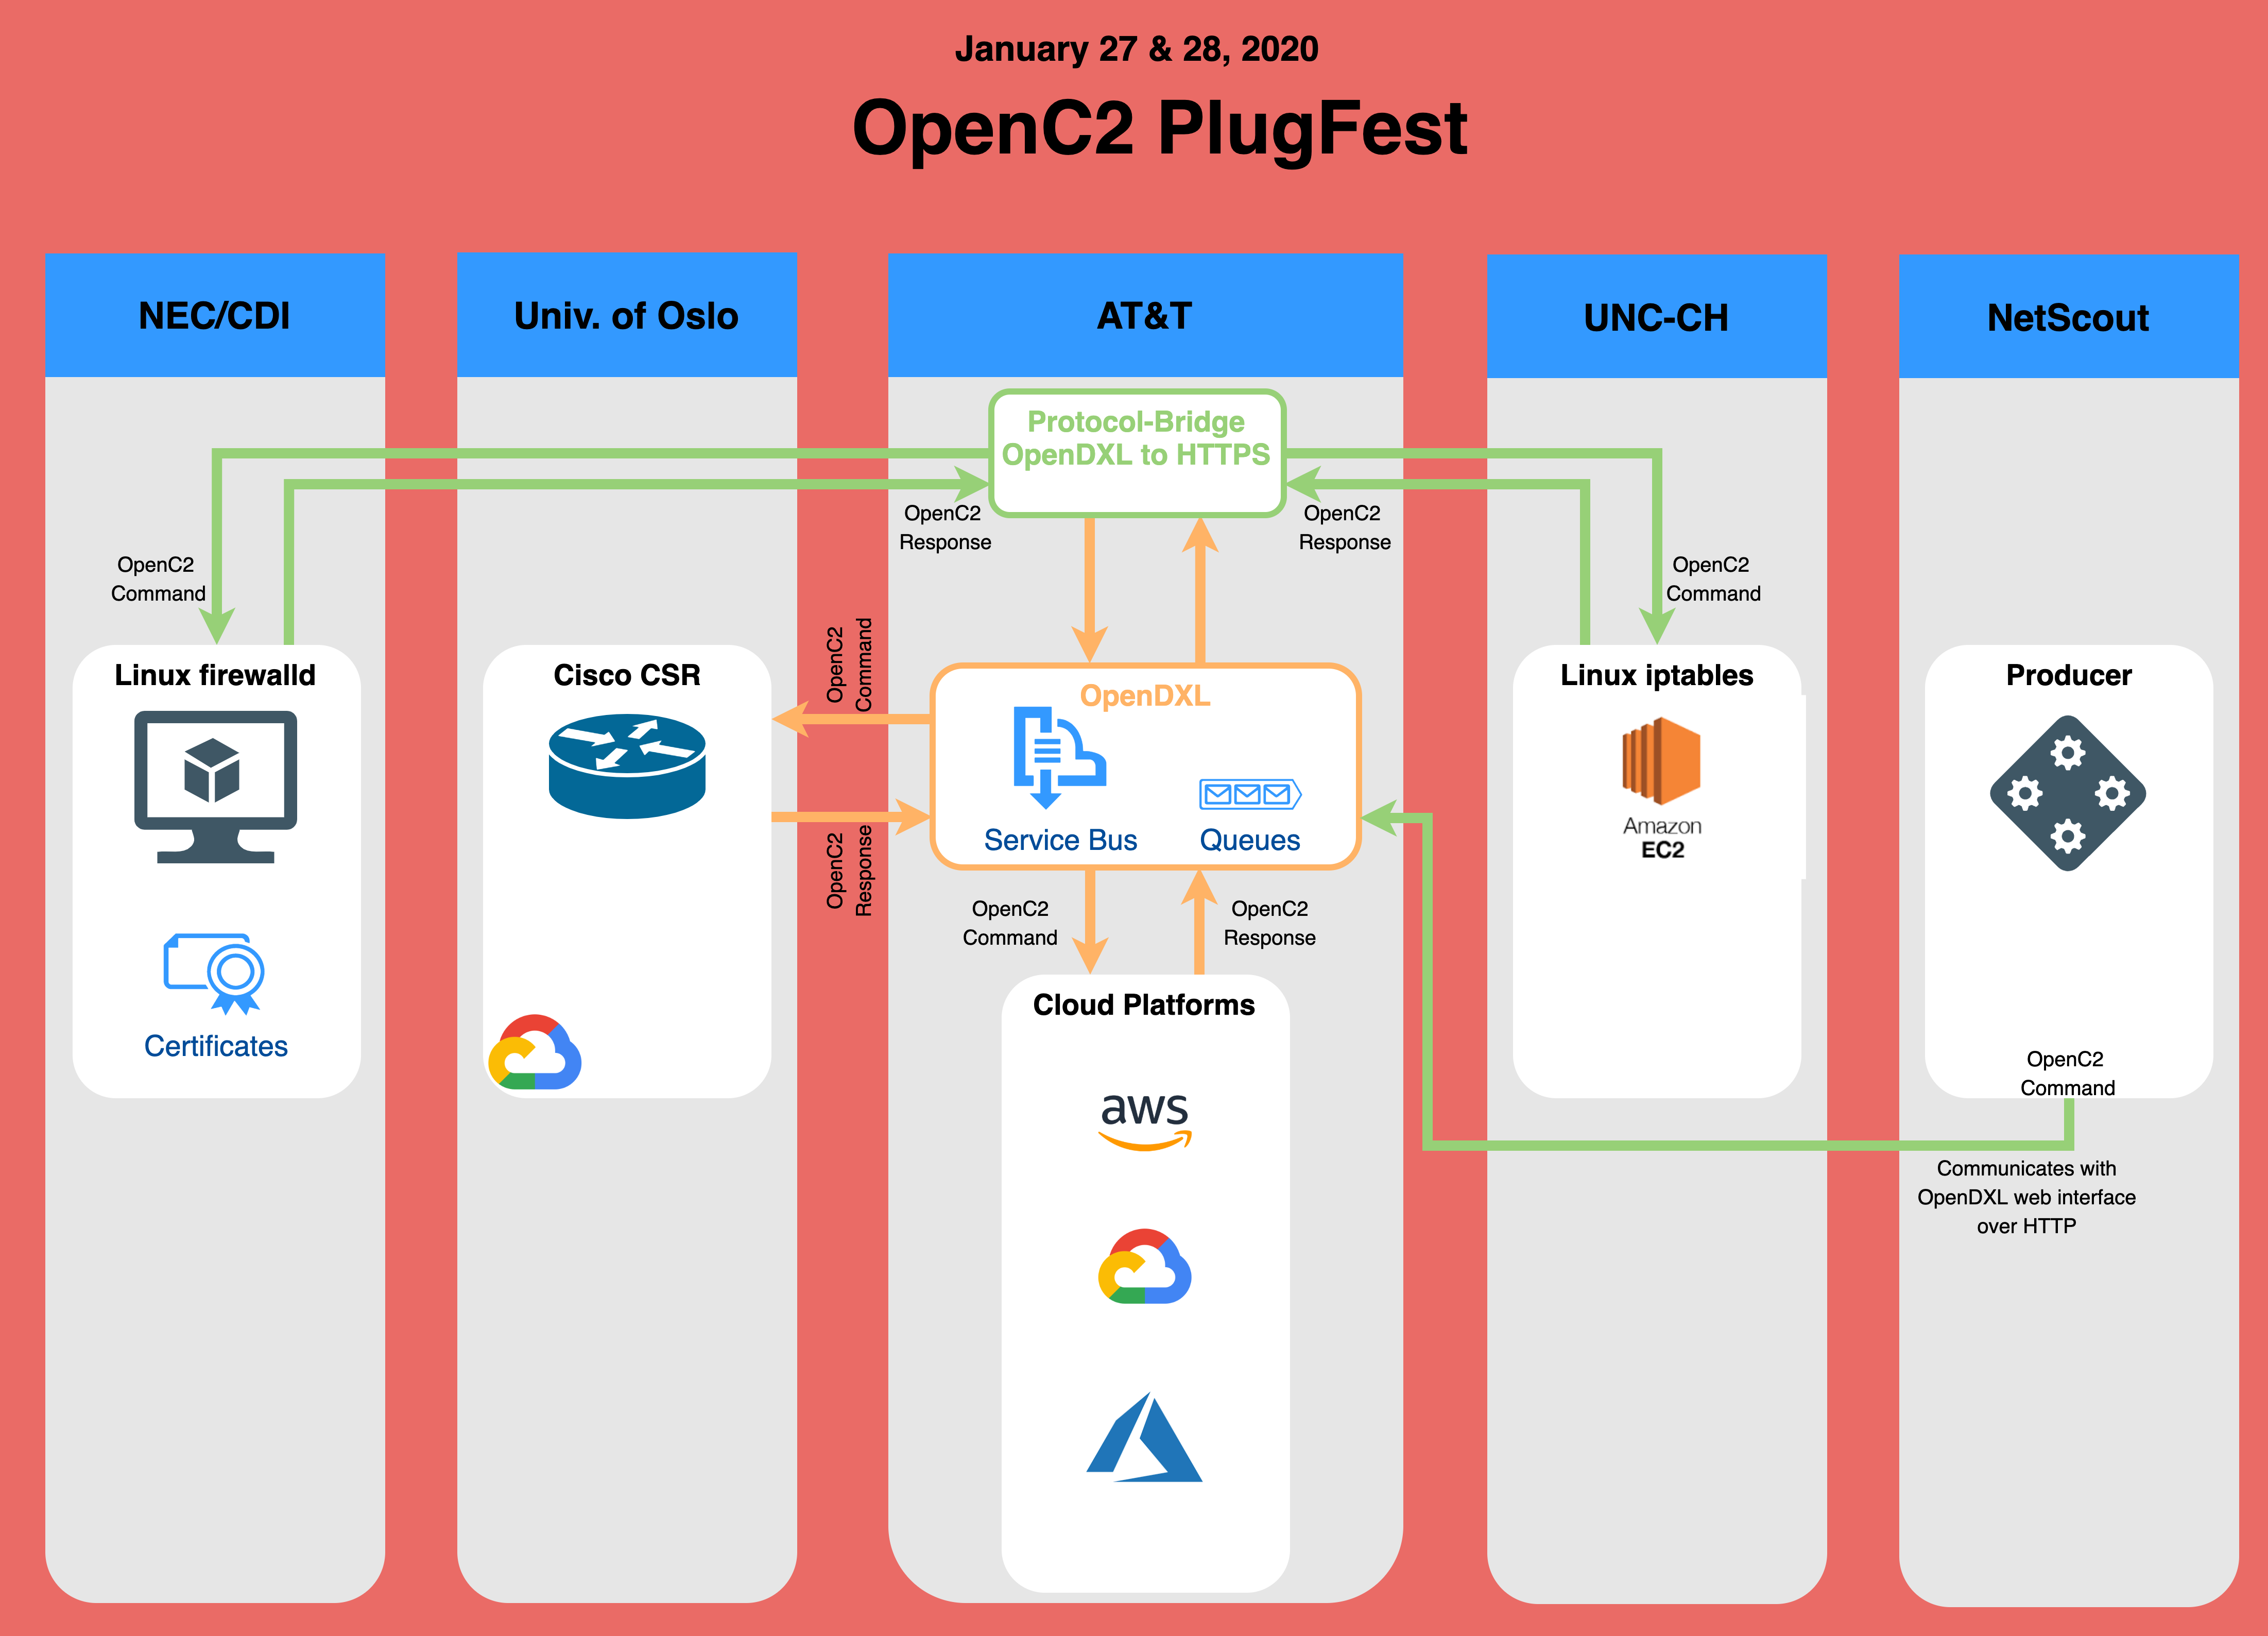 January 27 & 28, 2020
OpenC2 PlugFest
NEC/CDI
Univ. of Oslo
AT&T
UNC-CH
NetScout
Protocol-Bridge
OpenDXL to HTTPS
OpenC2
Response
OpenC2
Response
OpenC2
Command
OpenC2
Command
OpenC2
Command
Linux firewalld
Certificates
Cisco CSR
OpenC2
Response
OpenDXL
Service Bus
Queues
OpenC2
Command
OpenC2
Response
Cloud Platforms
aws
Linux iptables
Amazon
EC2
Producer
OpenC2
Command
Communicates with
OpenDXL web interface
over HTTP